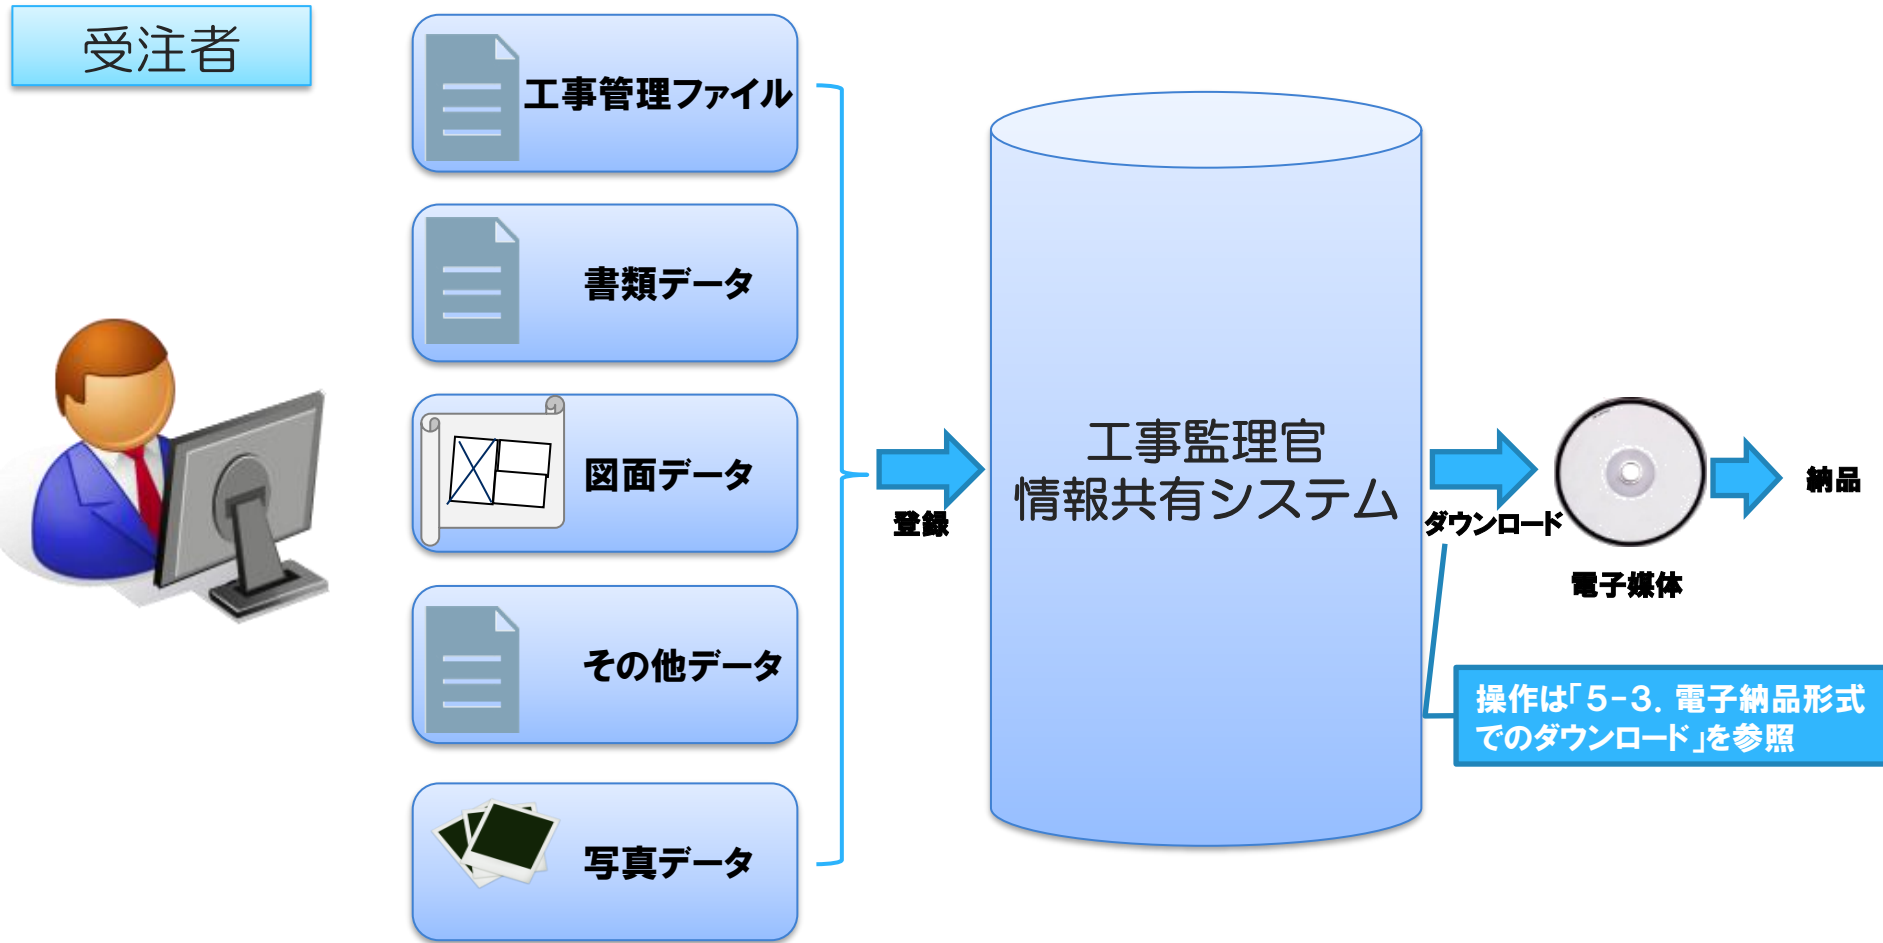 受注者
工事管理ファイル
書類データ
図面データ
その他データ
写真データ
登録
工事監理官
情報共有システム
ダウンロード
電子媒体
納品
操作は「５-３．電子納品形式
でのダウンロード」を参照